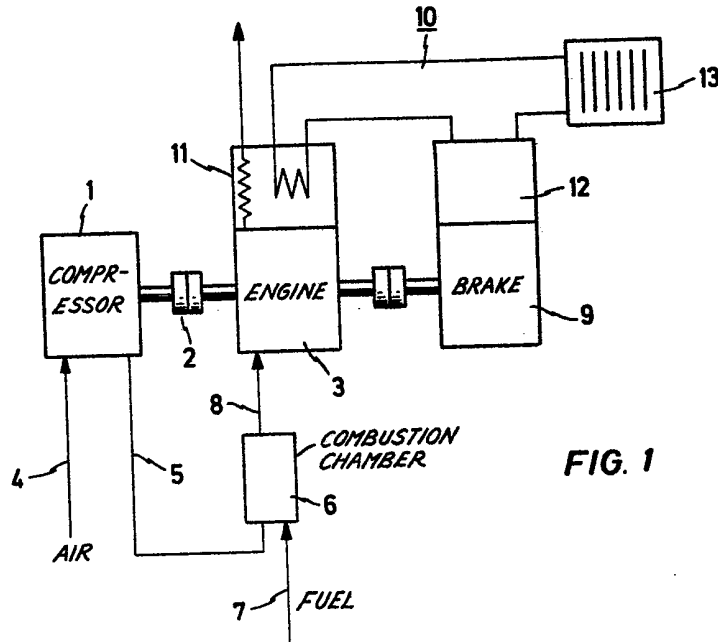 10
13
11
12
1
COMPR-
ESSOR
ENGINE
BRAKE
2
3
9
8
COMBUSTION
CHAMBER
FIG. 1
4
5
6
AIR
7
FUEL